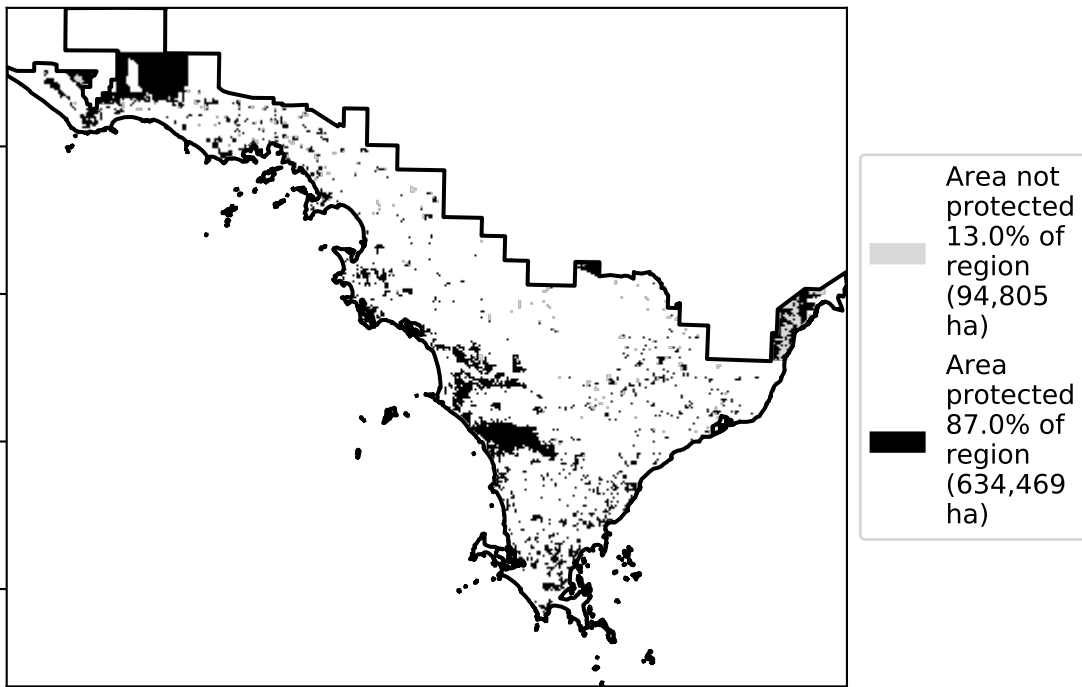 Area not
protected
13.0% of
region
(94,805
ha)
Area
protected
87.0% of
region
(634,469
ha)